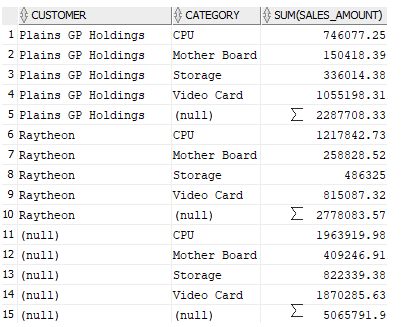 CUSTOMER CATEGORY SUM(SALES_AMOUNT)
1 Plains GP Holdings CPU 746077.25
2 Plains GP Holdings Mother Board 150418.39
3 Plains GP Holdings Storage 336014.38
4 Plains GP Holdings Video Card 1055198.31
5 Plains GP Holdings (null) Σ 2287708.33
6 Raytheon CPU 1217842.73
7 Raytheon Mother Board 258828.52
8 Raytheon Storage 486325
9 Raytheon Video Card 815087.32
10 Raytheon (null) Σ 2778083.57
11 (null) CPU 1963919.98
12 (null) Mother Board 409246.91
13 (null) Storage 822339.38
14 (null) Video Card 1870285.63
15 (null) (null) Σ 5065791.9